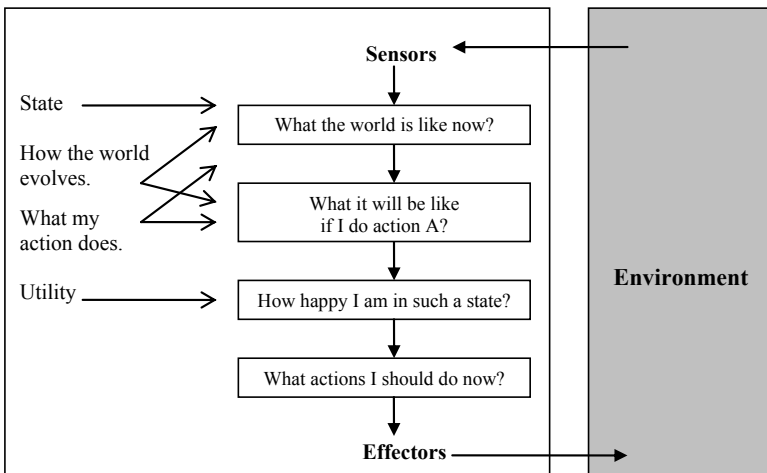 Sensors
State
What the world is like now?
How the world
evolves.
What it will be like
if I do action A?
What my
action does.
Environment
Utility
How happy I am in such a state?
What actions I should do now?
Effectors